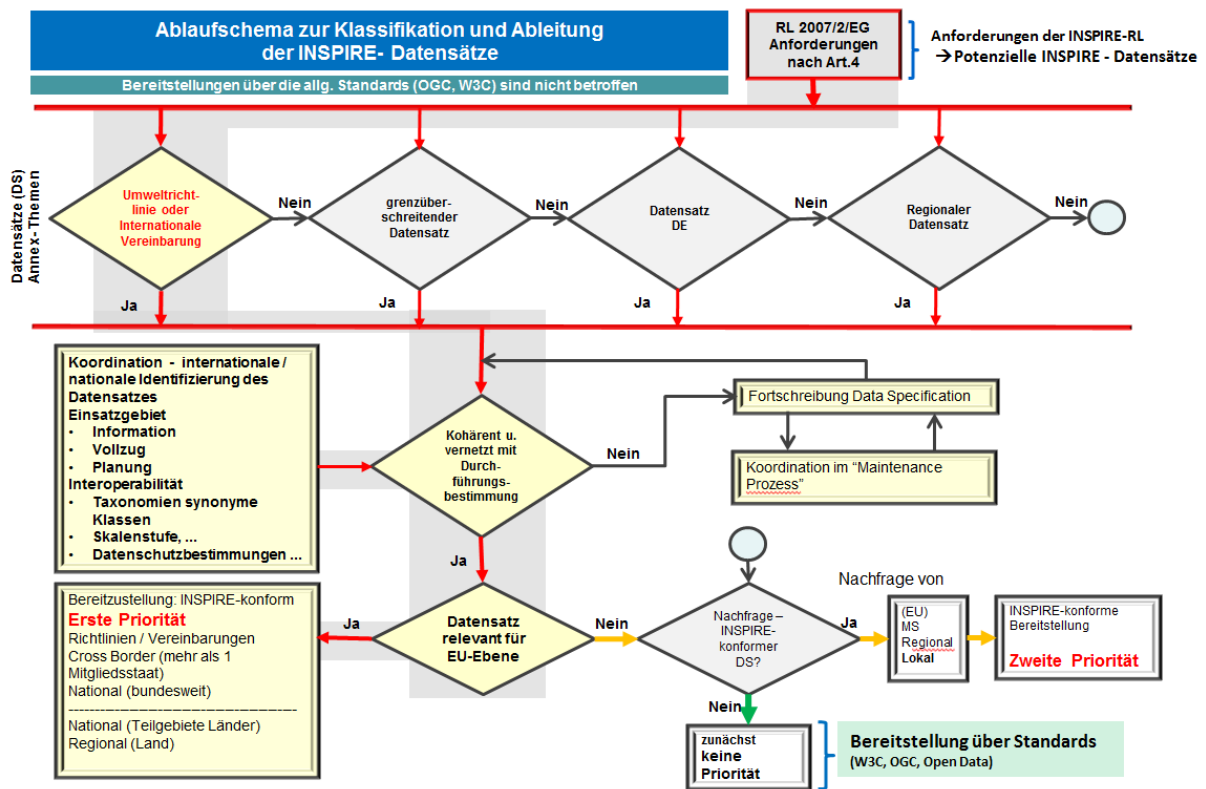 Ablaufschema zur Klassifikation und Ableitung
der INSPIRE- Datensätze
Bereitstellungen über die allg. Standards (OGC, W3C) sind nicht betroffen
RL 2007/2/EG
Anforderungen
nach Art.4
Anforderungen der INSPIRE-RL
→Potenzielle INSPIRE - Datensätze
Datensätze (DS)
Annex- Themen
Umweltricht-
linie oder
Internationale
Vereinbarung
Nein
grenzüber-
schreitender
Datensatz
Nein
Datensatz
DE
Nein
Regionaler
Datensatz
Nein
Ja
Ja
Ja
Ja
Koordination - internationale /
nationale Identifizierung des
Datensatzes
Einsatzgebiet
• Information
• Vollzug
• Planung
Interoperabilität
• Taxonomien synonyme
Klassen
• Skalenstufe, ...
• Datenschutzbestimmungen ...
Kohärent u.
vernetzt mit
Durch-
führungs-
bestimmung
Nein
Fortschreibung Data Specification
Koordination im “Maintenance
Prozess”
Ja
Bereitzustellung: INSPIRE-konform
Erste Priorität
Richtlinien / Vereinbarungen
Cross Border (mehr als 1
Mitgliedsstaat)
National (bundesweit)
----------------------------------------
National (Teilgebiete Länder)
Regional (Land)
Ja
Datensatz
relevant für
EU-Ebene
Nein
Nachfrage –
INSPIRE-
konformer
DS?
Ja
Nachfrage von
(EU)
MS
Regional
Lokal
INSPIRE-konforme
Bereitstellung
Zweite Priorität
Nein
zunächst
keine
Priorität
Bereitstellung über Standards
(W3C, OGC, Open Data)